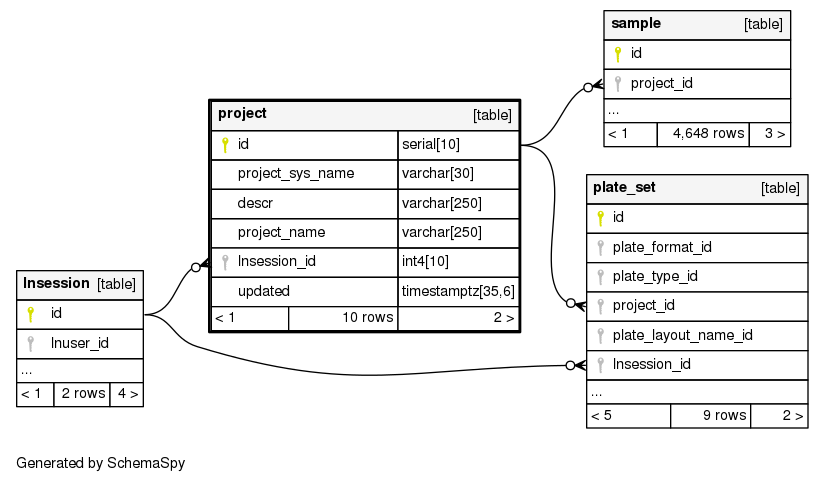 sample [table]
id
project_id
...
< 1 4,648 rows 3 >
project [table]
id serial[10]
project_sys_name varchar[30]
descr varchar[250]
project_name varchar[250]
lnsession_id int4[10]
updated timestamptz[35,6]
< 1 10 rows 2 >
plate_set [table]
id
plate_format_id
plate_type_id
project_id
plate_layout_name_id
lnsession_id
...
< 5 9 rows 2 >
lnsession [table]
id
lnuser_id
...
< 1 2 rows 4 >
Generated by SchemaSpy